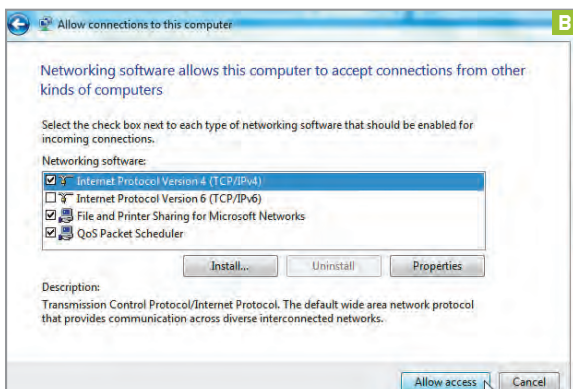 Allow connections to this computer
B
Networking software allows this computer to accept connections from other
kinds of computers
Select the check box next to each type of networking software that should be enabled for
incoming connections.
Networking software:
Internet Protocol Version 4 (TCP/IPv4)
Internet Protocol Version 6 (TCP/IPv6)
File and Printer Sharing for Microsoft Networks
QoS Packet Scheduler
Install... Uninstall Properties
Description:
Transmission Control Protocol/Internet Protocol. The default wide area network protocol
that provides communication across diverse interconnected networks.
Allow access Cancel